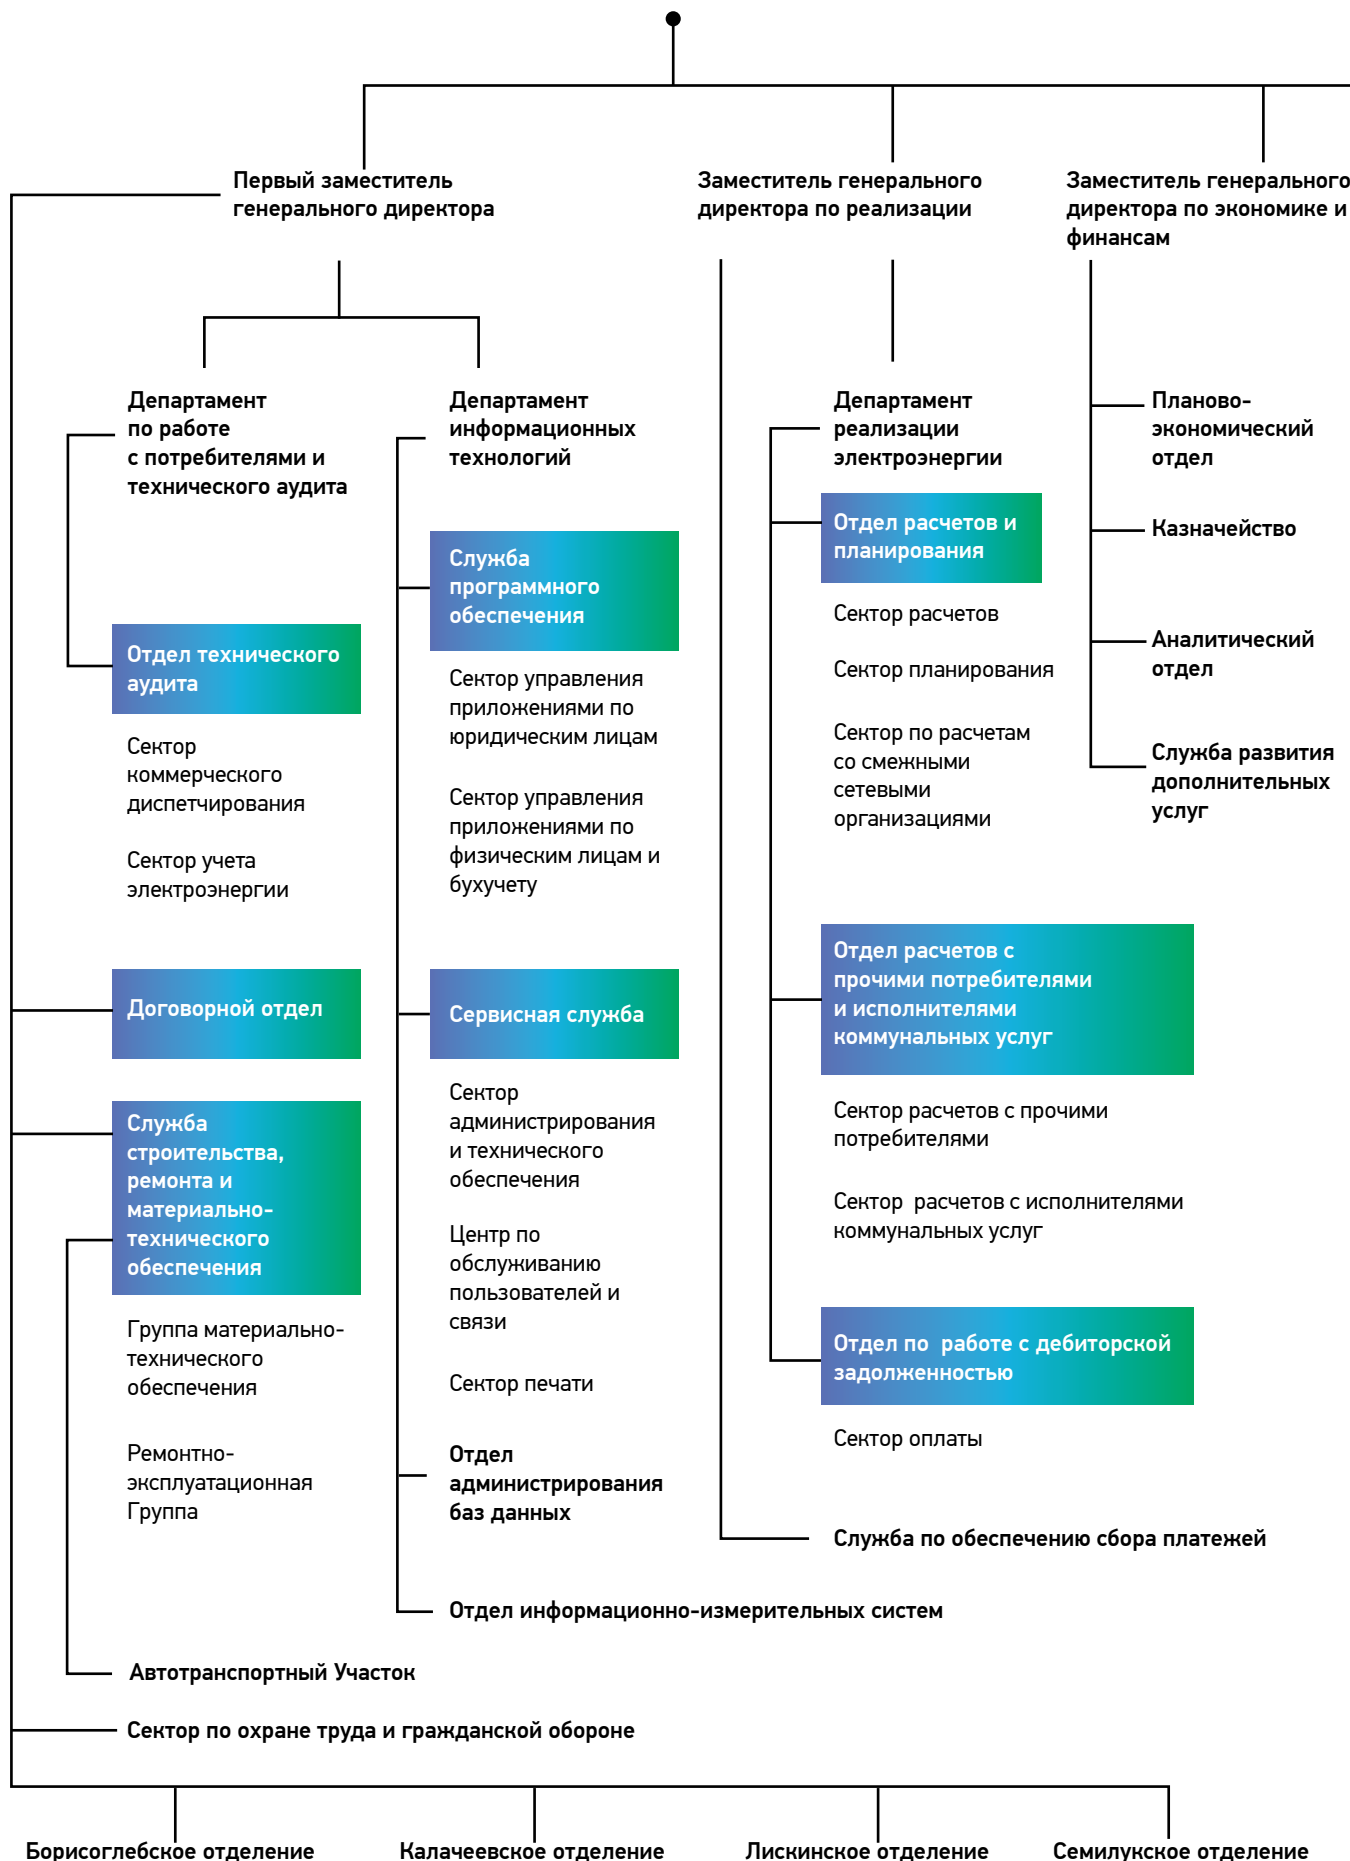 Первый заместитель
генерального директора
Заместитель генерального
директора по реализации
Заместитель генерального
директора по экономике и
финансам
Департамент
по работе
с потребителями и
технического аудита
Отдел технического
аудита
Сектор
коммерческого
диспетчирования
Сектор учета
электроэнергии
Договорной отдел
Служба
строительства,
ремонта и
материально-
технического
обеспечения
Группа материально-
технического
обеспечения
Ремонтно-
эксплуатационная
Группа
Департамент
информационных
технологий
Служба
программного
обеспечения
Сектор управления
приложениями по
юридическим лицам
Сектор управления
приложениями по
физическим лицам и
бухучету
Сервисная служба
Сектор
администрирования
и технического
обеспечения
Центр по
обслуживанию
пользователей и
связи
Сектор печати
Отдел
администрирования
баз данных
Отдел информационно-измерительных систем
Департамент
реализации
электроэнергии
Отдел расчетов и
планирования
Сектор расчетов
Сектор планирования
Сектор по расчетам
со смежными
сетевыми
организациями
Отдел расчетов с
прочими потребителями
и исполнителями
коммунальных услуг
Сектор расчетов с прочими
потребителями
Сектор расчетов с исполнителями
коммунальных услуг
Отдел по работе с дебиторской
задолженностью
Сектор оплаты
Служба по обеспечению сбора платежей
Планово-
экономический
отдел
Казначейство
Аналитический
отдел
Служба развития
дополнительных
услуг
Автотранспортный Участок
Сектор по охране труда и гражданской обороне
Борисоглебское отделение
Калачеевское отделение
Лискинское отделение
Семилукское отделение